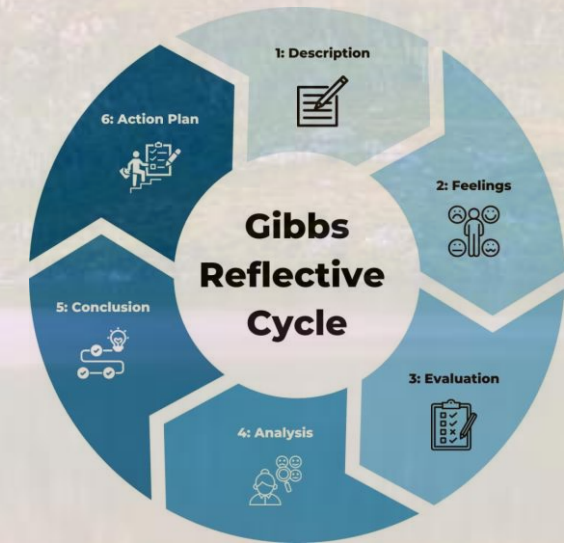 Gibbs
Reflective
Cycle
1: Description
2: Feelings
3: Evaluation
4: Analysis
5: Conclusion
6: Action Plan